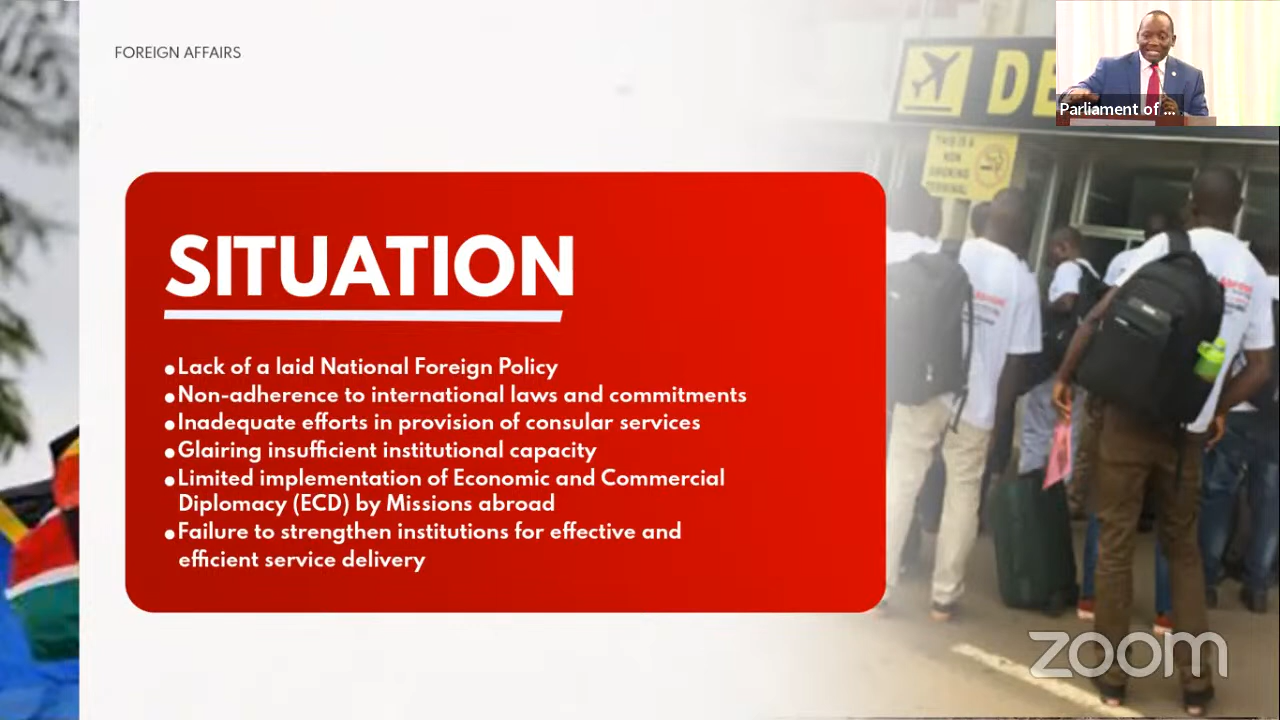 FOREIGN AFFAIRS
Parliament of ...
DE
THIS IS A
NON
SMOKING
TERMINAL
SITUATION
•Lack of a laid National Foreign Policy
•Non-adherence to international laws and commitments
•Inadequate efforts in provision of consular services
•Glairing insufficient institutional capacity
•Limited implementation of Economic and Commercial
Diplomacy (ECD) by Missions abroad
•Failure to strengthen institutions for effective and
efficient service delivery
zoom